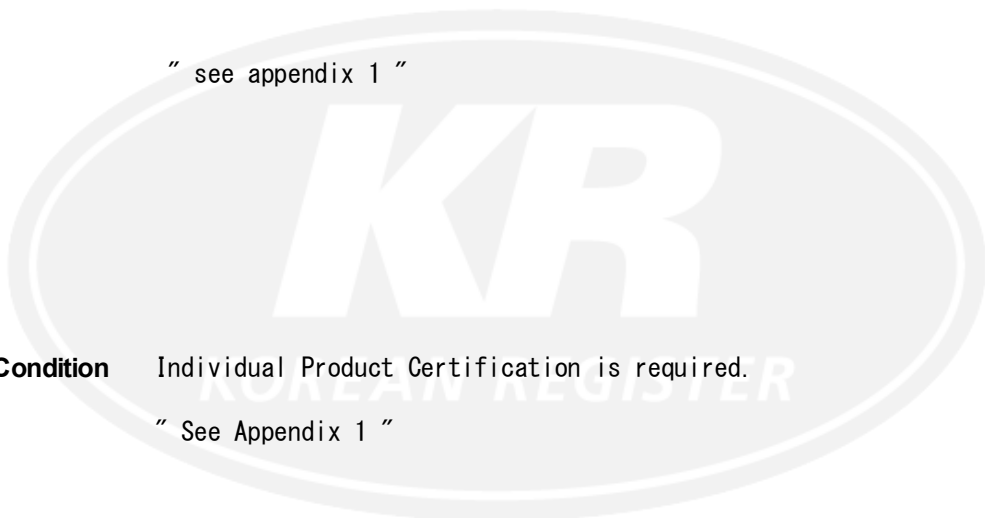 " see appendix 1 "
KR
Condition Individual Product Certification is required.
KOREAN REGISTER
" See Appendix 1 "